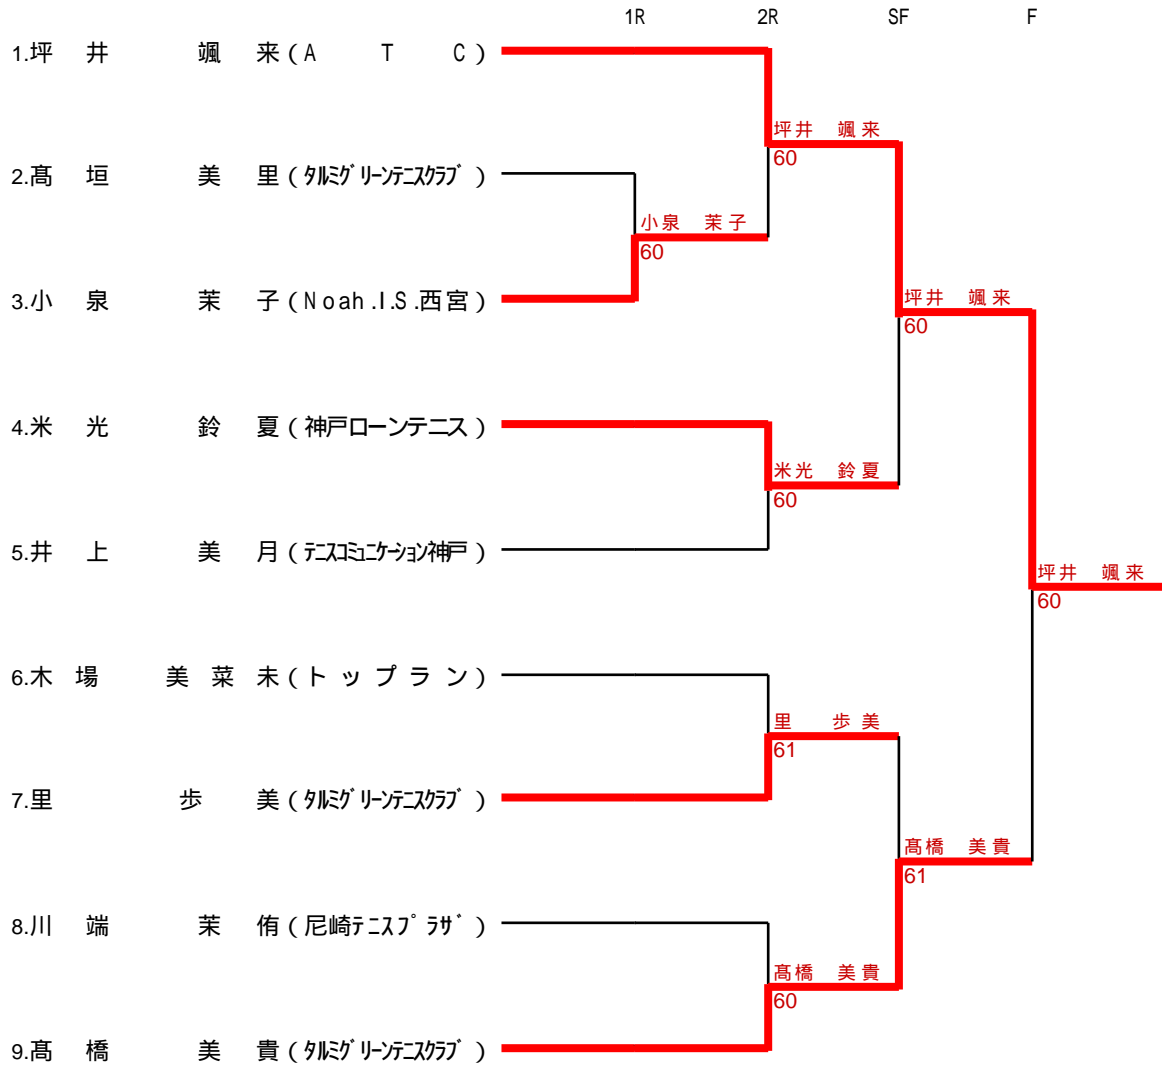 1R 2R SF F
1.坪井 颯来(ATC)
坪井 颯来
60
2.髙垣 美里(タルミグリーンテニスクラブ)
小泉 茉子
60
3.小泉 茉子(Noah.I.S.西宮)
坪井 颯来
60
4.米光 鈴夏(神戸ローンテニス)
米光 鈴夏
60
5.井上 美月(テニスコミュニケーション神戸)
坪井 颯来
60
6.木場 美菜未(トップラン)
里 歩美
61
7.里 歩美(タルミグリーンテニスクラブ)
髙橋 美貴
61
8.川端 茉侑(尼崎テニスプラザ)
髙橋 美貴
60
9.髙橋 美貴(タルミグリーンテニスクラブ)